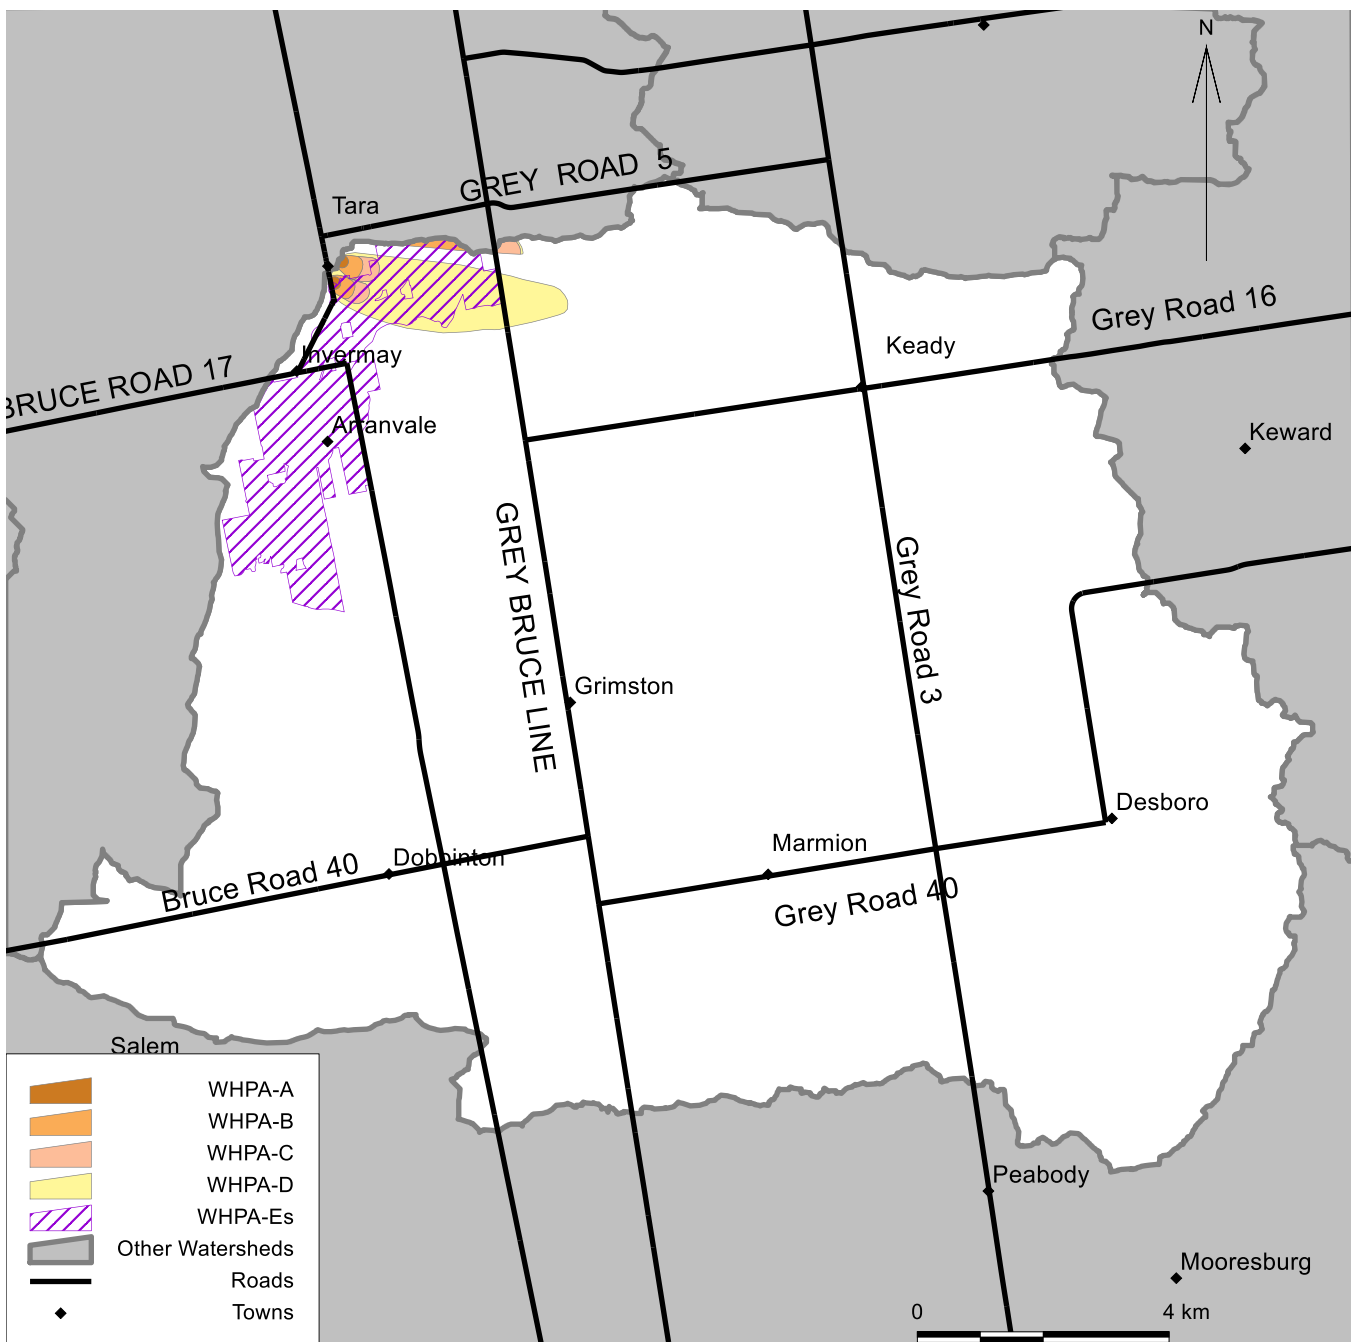 N
GREY ROAD 5
Tara
Grey Road 16
Keady
Invermay
BRUCE ROAD 17
Arranvale
Keward
GREY BRUCE LINE
Grey Road 3
Grimston
Desboro
Marmion
Dobbinton
Bruce Road 40
Grey Road 40
Salem
WHPA-A
WHPA-B
WHPA-C
WHPA-D
WHPA-Es
Other Watersheds
Roads
Towns
Peabody
Mooresburg
0 4 km